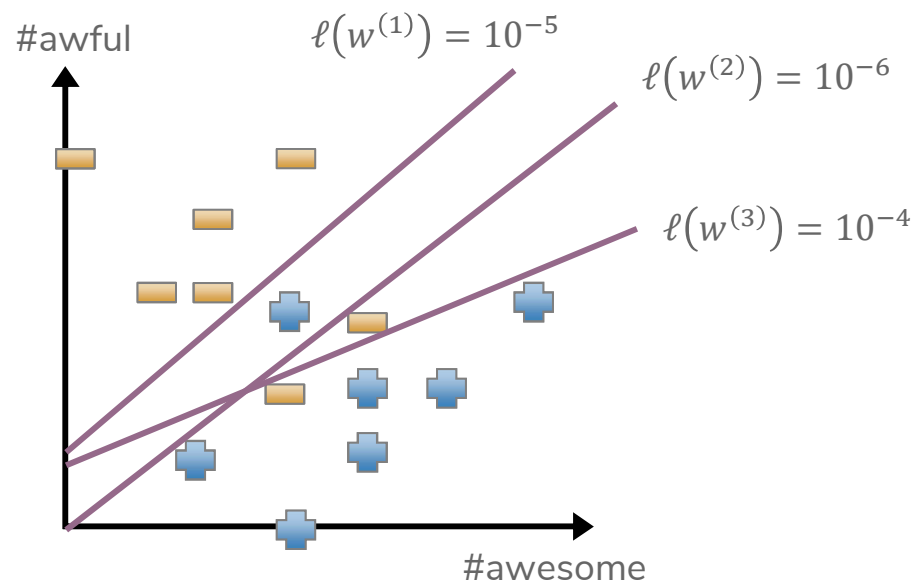 #awful
ℓ(w⁽¹⁾) = 10⁻⁵
ℓ(w⁽²⁾) = 10⁻⁶
ℓ(w⁽³⁾) = 10⁻⁴
#awesome